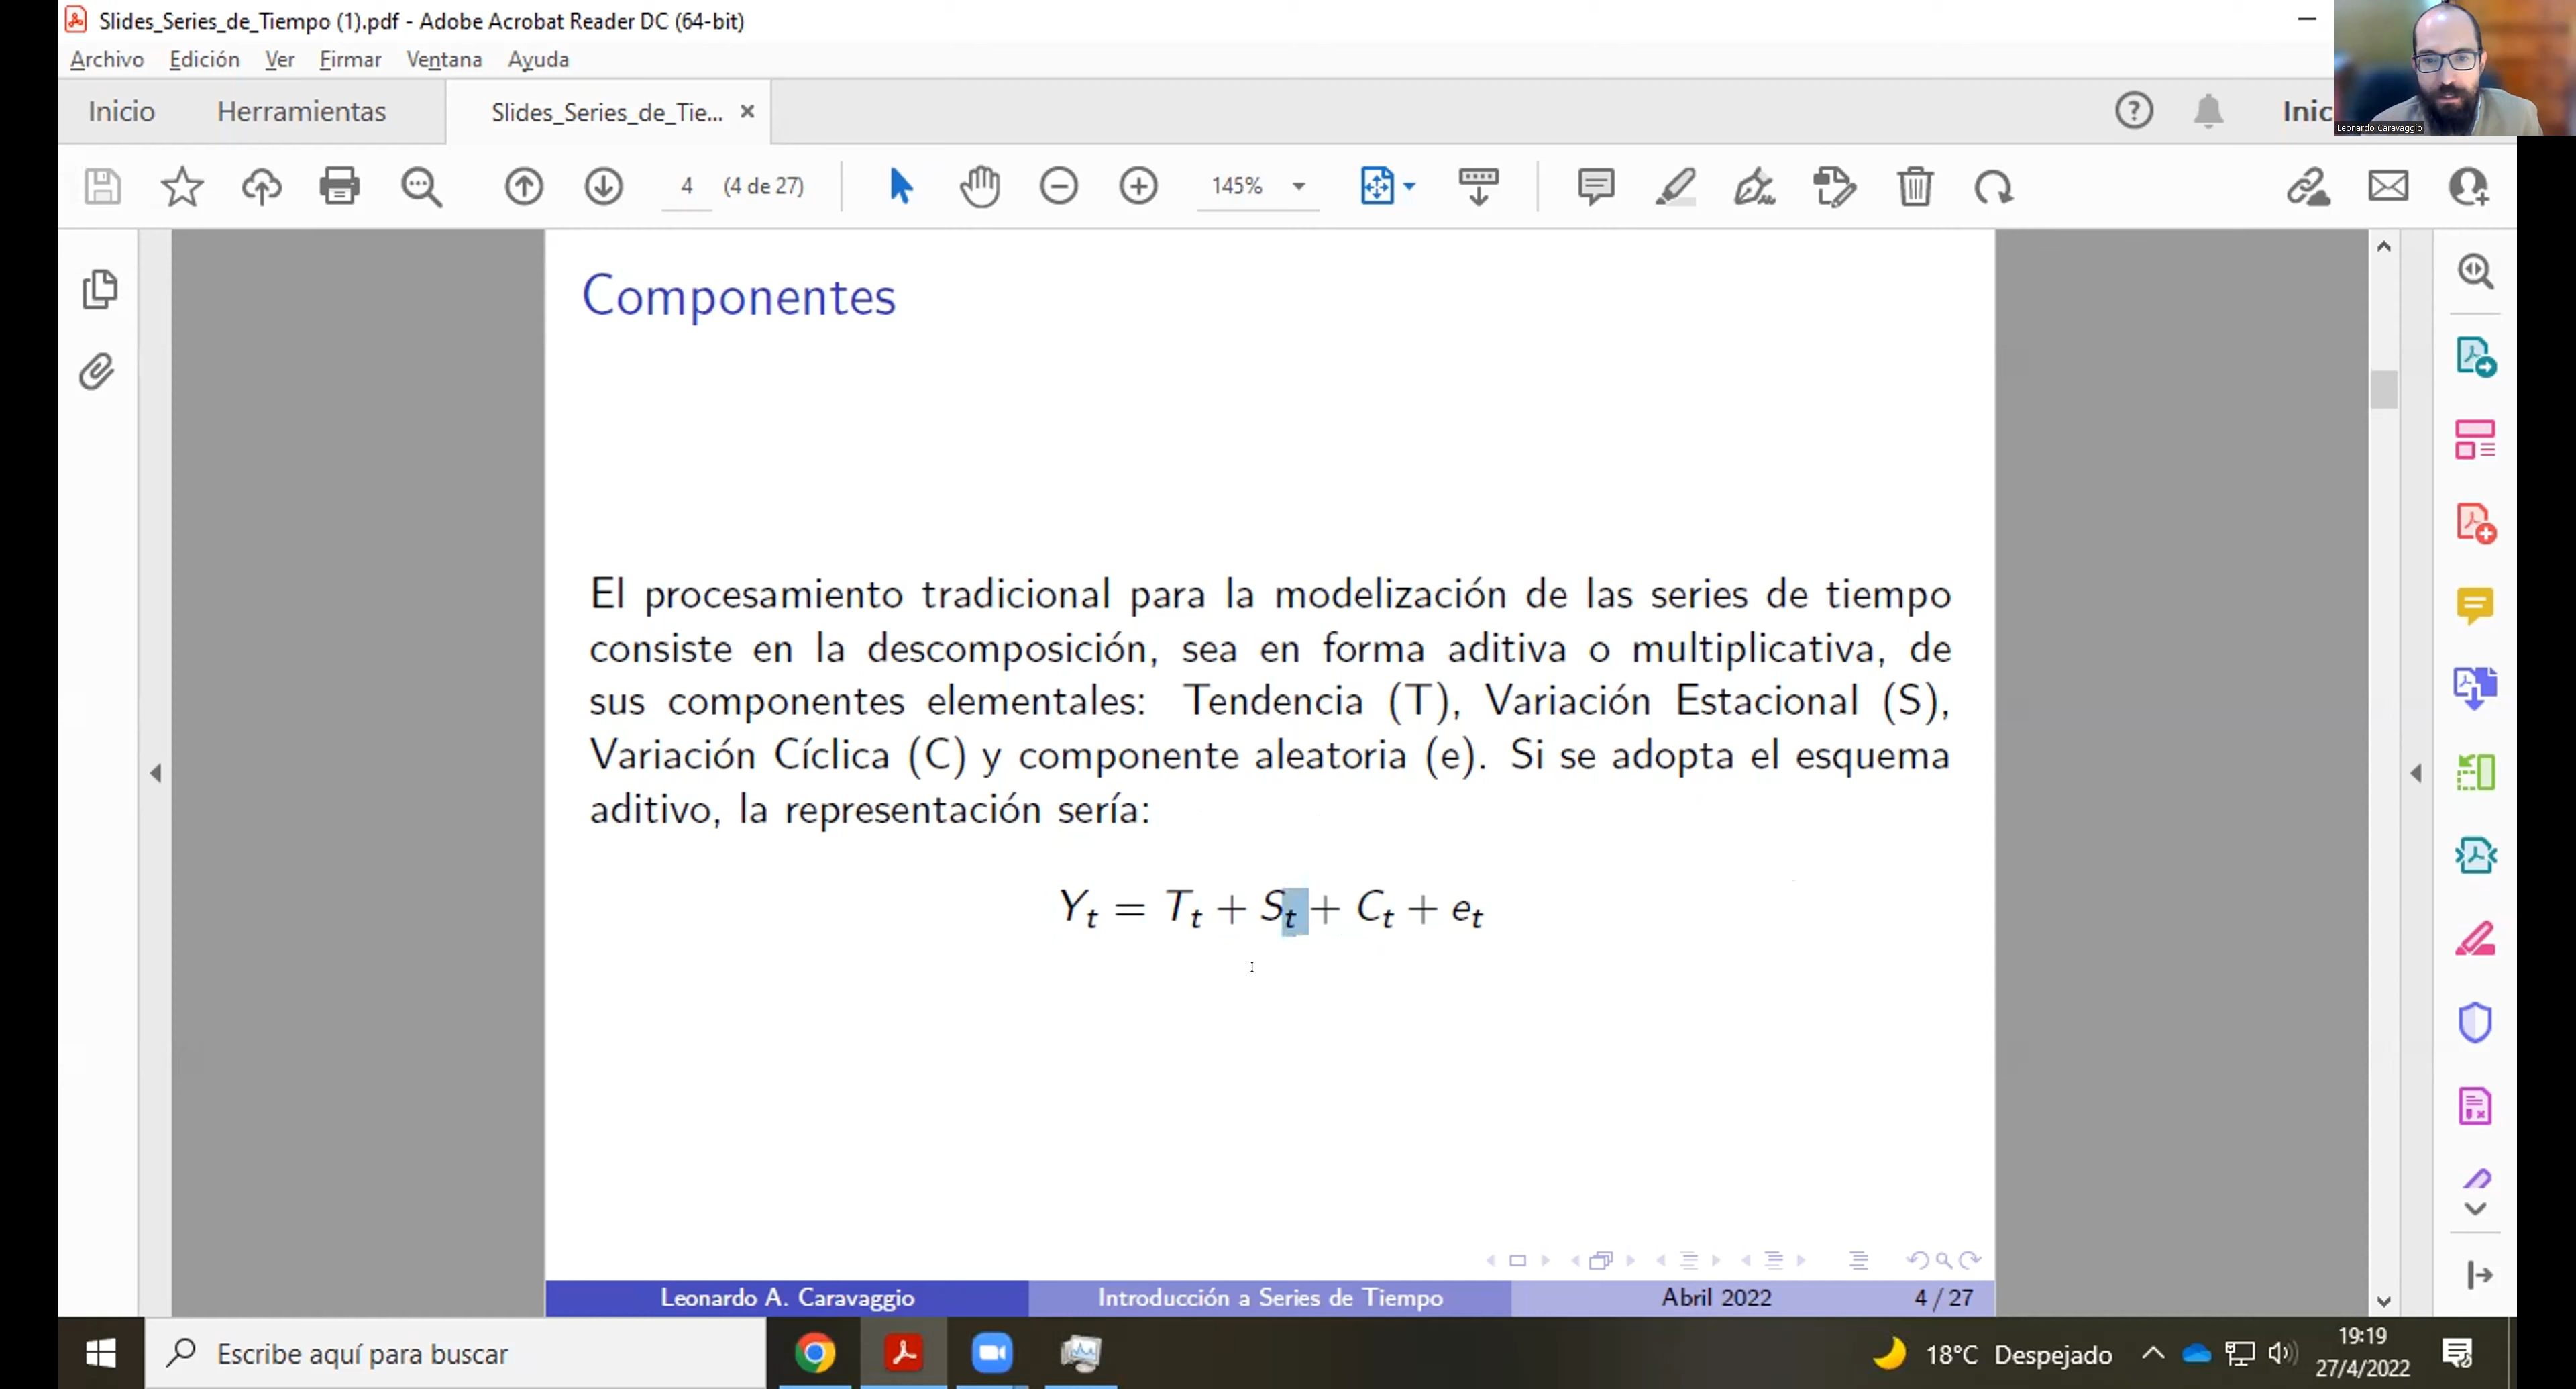 Slides_Series_de_Tiempo (1).pdf - Adobe Acrobat Reader DC (64-bit)
Archivo Edición Ver Firmar Ventana Ayuda
Leonardo Caravaggio
Inicio Herramientas Slides_Series_de_Tie... Inic
4 (4 de 27) 145%
Componentes
El procesamiento tradicional para la modelización de las series de tiempo
consiste en la descomposición, sea en forma aditiva o multiplicativa, de
sus componentes elementales: Tendencia (T), Variación Estacional (S),
Variación Cíclica (C) y componente aleatoria (e). Si se adopta el esquema
aditivo, la representación sería:
Yₜ = Tₜ + Sₜ + Cₜ + eₜ
Leonardo A. Caravaggio Introducción a Series de Tiempo Abril 2022 4 / 27
Escribe aquí para buscar
18°C Despejado
19:19
27/4/2022